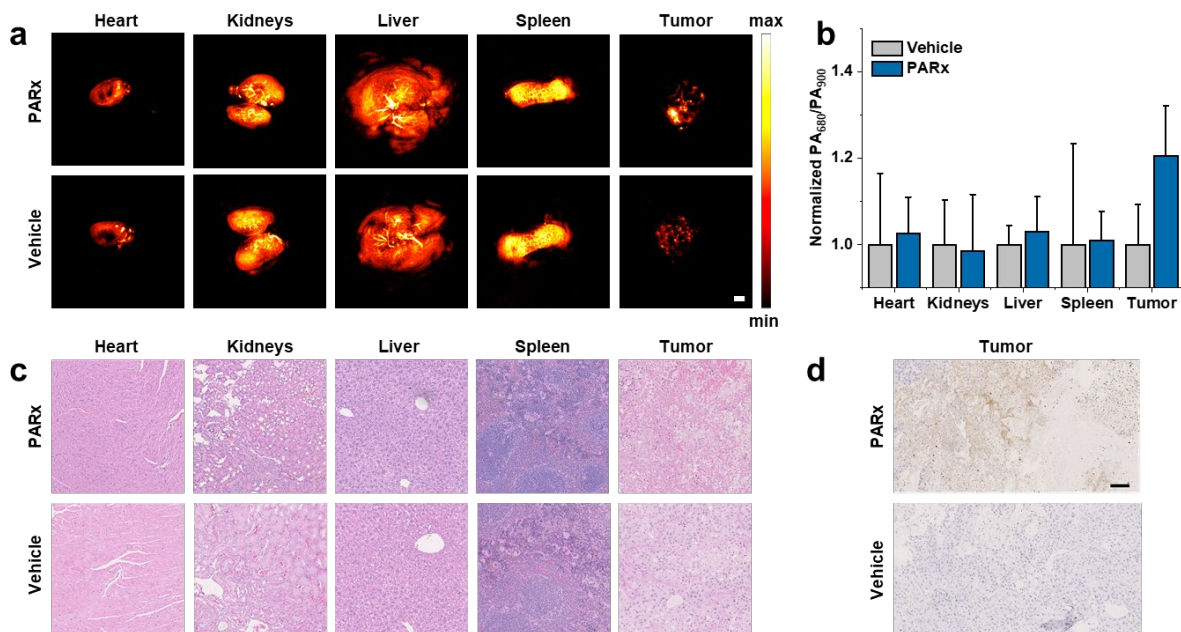 a
Heart Kidneys Liver Spleen Tumor
PARx
Vehicle
max
min
b
Vehicle
PARx
Normalized PA680/PA900
1.4
1.2
1.0
Heart Kidneys Liver Spleen Tumor
c
Heart Kidneys Liver Spleen Tumor
PARx
Vehicle
d
Tumor
PARx
Vehicle